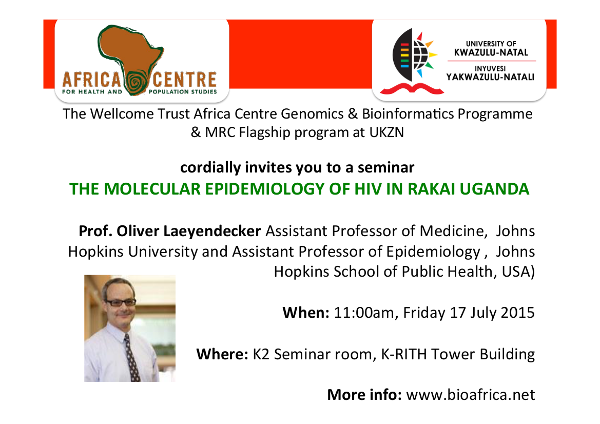 AFRICA CENTRE
FOR HEALTH AND POPULATION STUDIES
UNIVERSITY OF
KWAZULU-NATAL
INYUVESI
YAKWAZULU-NATALI
The Wellcome Trust Africa Centre Genomics & Bioinformatics Programme
& MRC Flagship program at UKZN
cordially invites you to a seminar
THE MOLECULAR EPIDEMIOLOGY OF HIV IN RAKAI UGANDA
Prof. Oliver Laeyendecker Assistant Professor of Medicine, Johns
Hopkins University and Assistant Professor of Epidemiology , Johns
Hopkins School of Public Health, USA)
When: 11:00am, Friday 17 July 2015
Where: K2 Seminar room, K-RITH Tower Building
More info: www.bioafrica.net